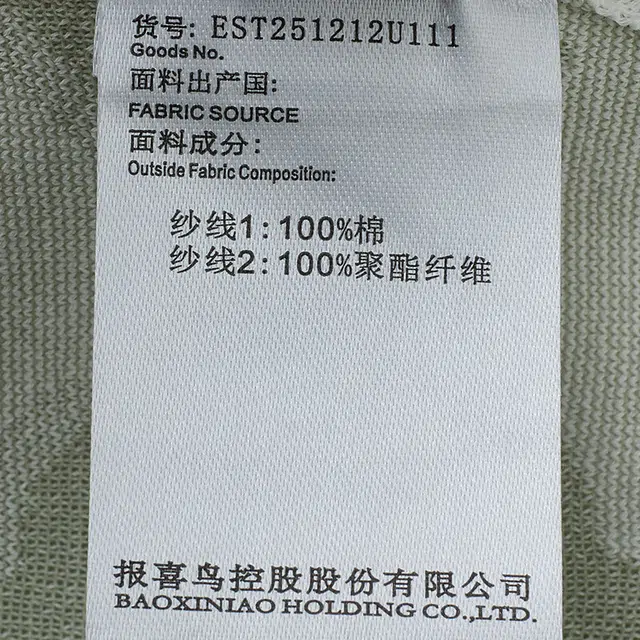 货号: EST251212U111
Goods No.
面料出产国:
FABRIC SOURCE
面料成分:
Outside Fabric Composition:
纱线1:100%棉
纱线2:100%聚酯纤维
报喜鸟控股股份有限公司
BAOXINIAO HOLDING CO.,LTD.